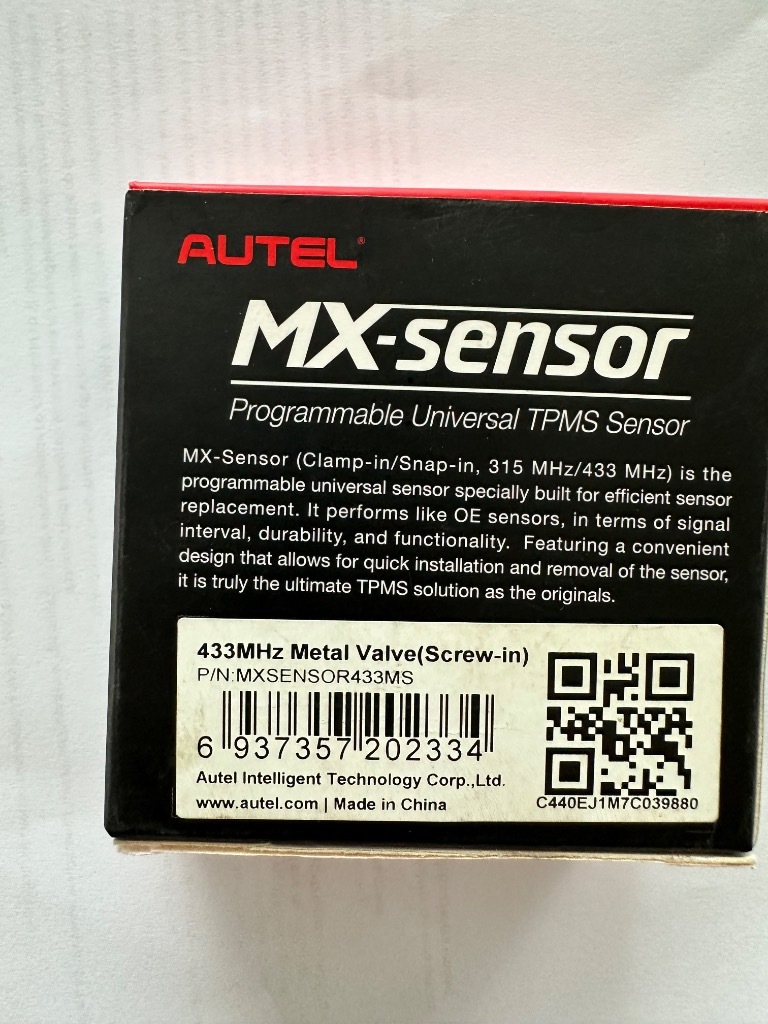 AUTEL®
MX-sensor
Programmable Universal TPMS Sensor
MX-Sensor (Clamp-in/Snap-in, 315 MHz/433 MHz) is the
programmable universal sensor specially built for efficient sensor
replacement. It performs like OE sensors, in terms of signal
interval, durability, and functionality. Featuring a convenient
design that allows for quick installation and removal of the sensor,
it is truly the ultimate TPMS solution as the originals.
433MHz Metal Valve(Screw-in)
P/N:MXSENSOR433MS
6 937357 202334
Autel Intelligent Technology Corp.,Ltd.
www.autel.com | Made in China
C440EJ1M7C039880